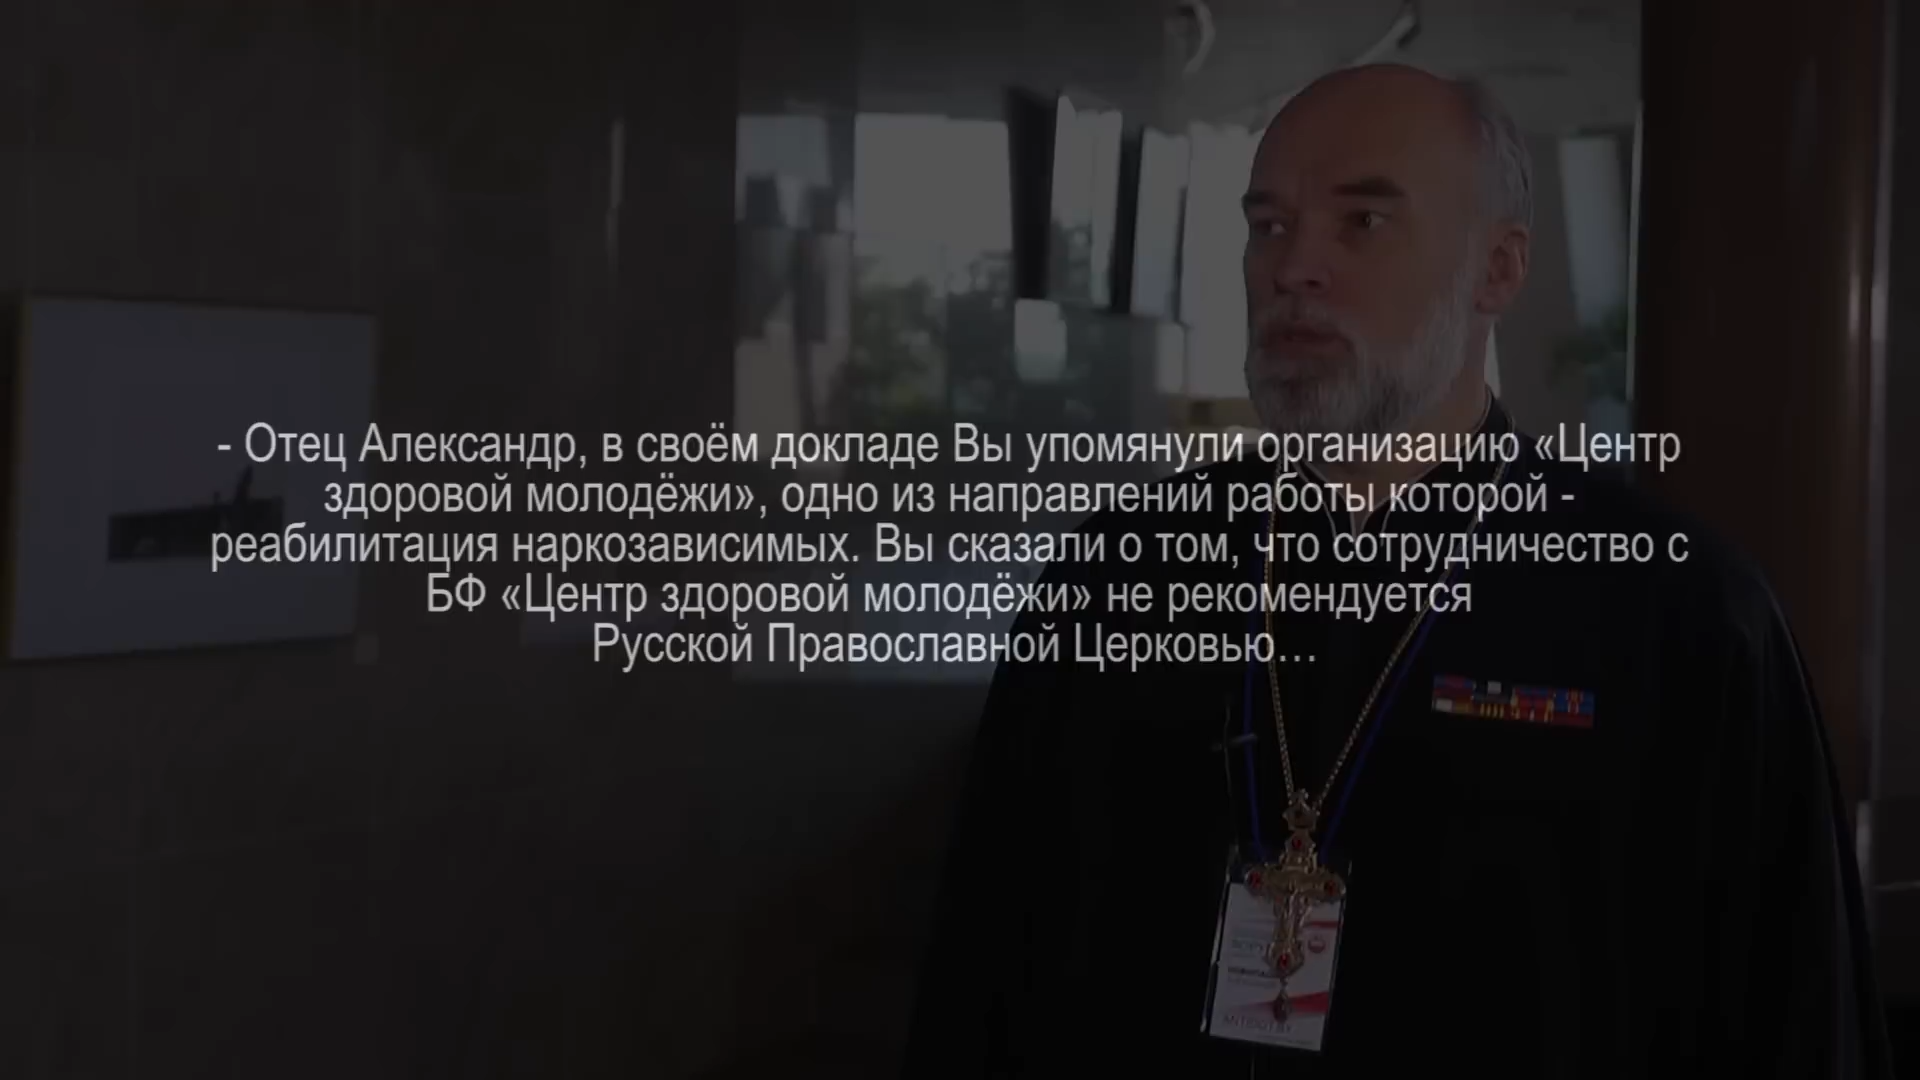 - Отец Александр, в своём докладе Вы упомянули организацию «Центр
здоровой молодёжи», одно из направлений работы которой -
реабилитация наркозависимых. Вы сказали о том, что сотрудничество с
БФ «Центр здоровой молодёжи» не рекомендуется
Русской Православной Церковью...